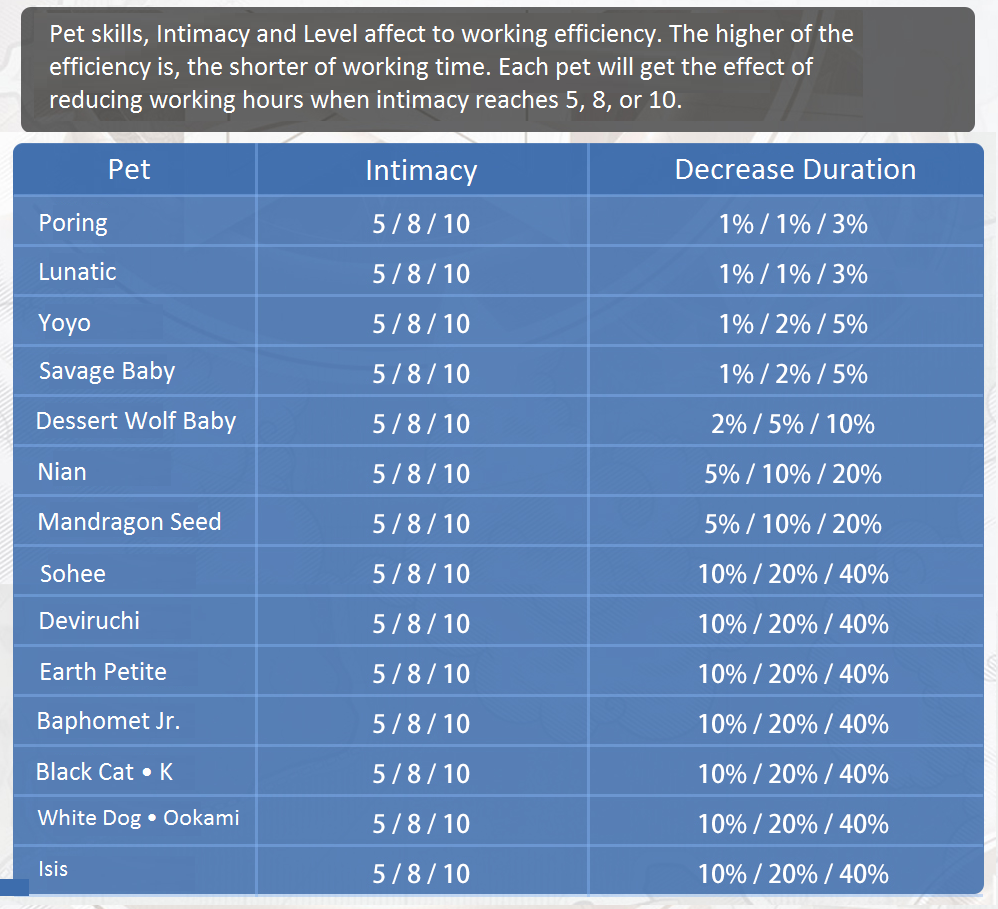 Pet skills, Intimacy and Level affect to working efficiency. The higher of the
efficiency is, the shorter of working time. Each pet will get the effect of
reducing working hours when intimacy reaches 5, 8, or 10.
Pet Intimacy Decrease Duration
Poring 5 / 8 / 10 1% / 1% / 3%
Lunatic 5 / 8 / 10 1% / 1% / 3%
Yoyo 5 / 8 / 10 1% / 2% / 5%
Savage Baby 5 / 8 / 10 1% / 2% / 5%
Dessert Wolf Baby 5 / 8 / 10 2% / 5% / 10%
Nian 5 / 8 / 10 5% / 10% / 20%
Mandragon Seed 5 / 8 / 10 5% / 10% / 20%
Sohee 5 / 8 / 10 10% / 20% / 40%
Deviruchi 5 / 8 / 10 10% / 20% / 40%
Earth Petite 5 / 8 / 10 10% / 20% / 40%
Baphomet Jr. 5 / 8 / 10 10% / 20% / 40%
Black Cat • K 5 / 8 / 10 10% / 20% / 40%
White Dog • Ookami 5 / 8 / 10 10% / 20% / 40%
Isis 5 / 8 / 10 10% / 20% / 40%